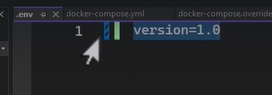 .env docker-compose.yml docker-compose.override
1 version=1.0